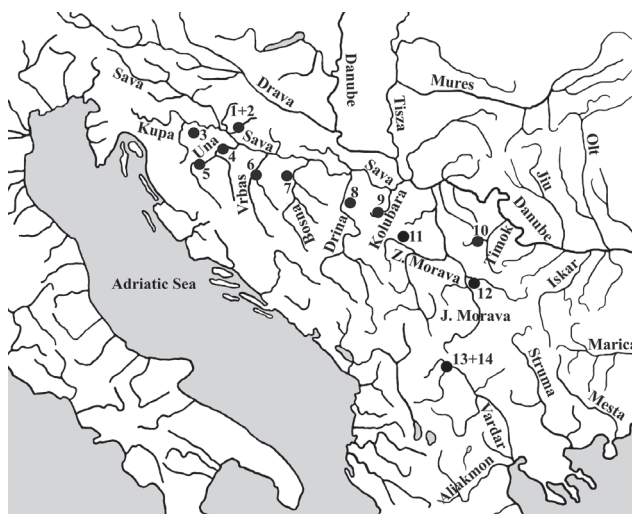 Sava
Drava
Danube
Tisza
Mures
Olt
Jiu
Danube
1+2
Sava
Kupa
3
Una
4
5
6
Vrbas
7
Bosna
Sava
8
9
Drina
Kolubara
11
10
Timok
Z. Morava
12
Iskar
Adriatic Sea
J. Morava
Marica
13+14
Struma
Mesta
Vardar
Aliakmon